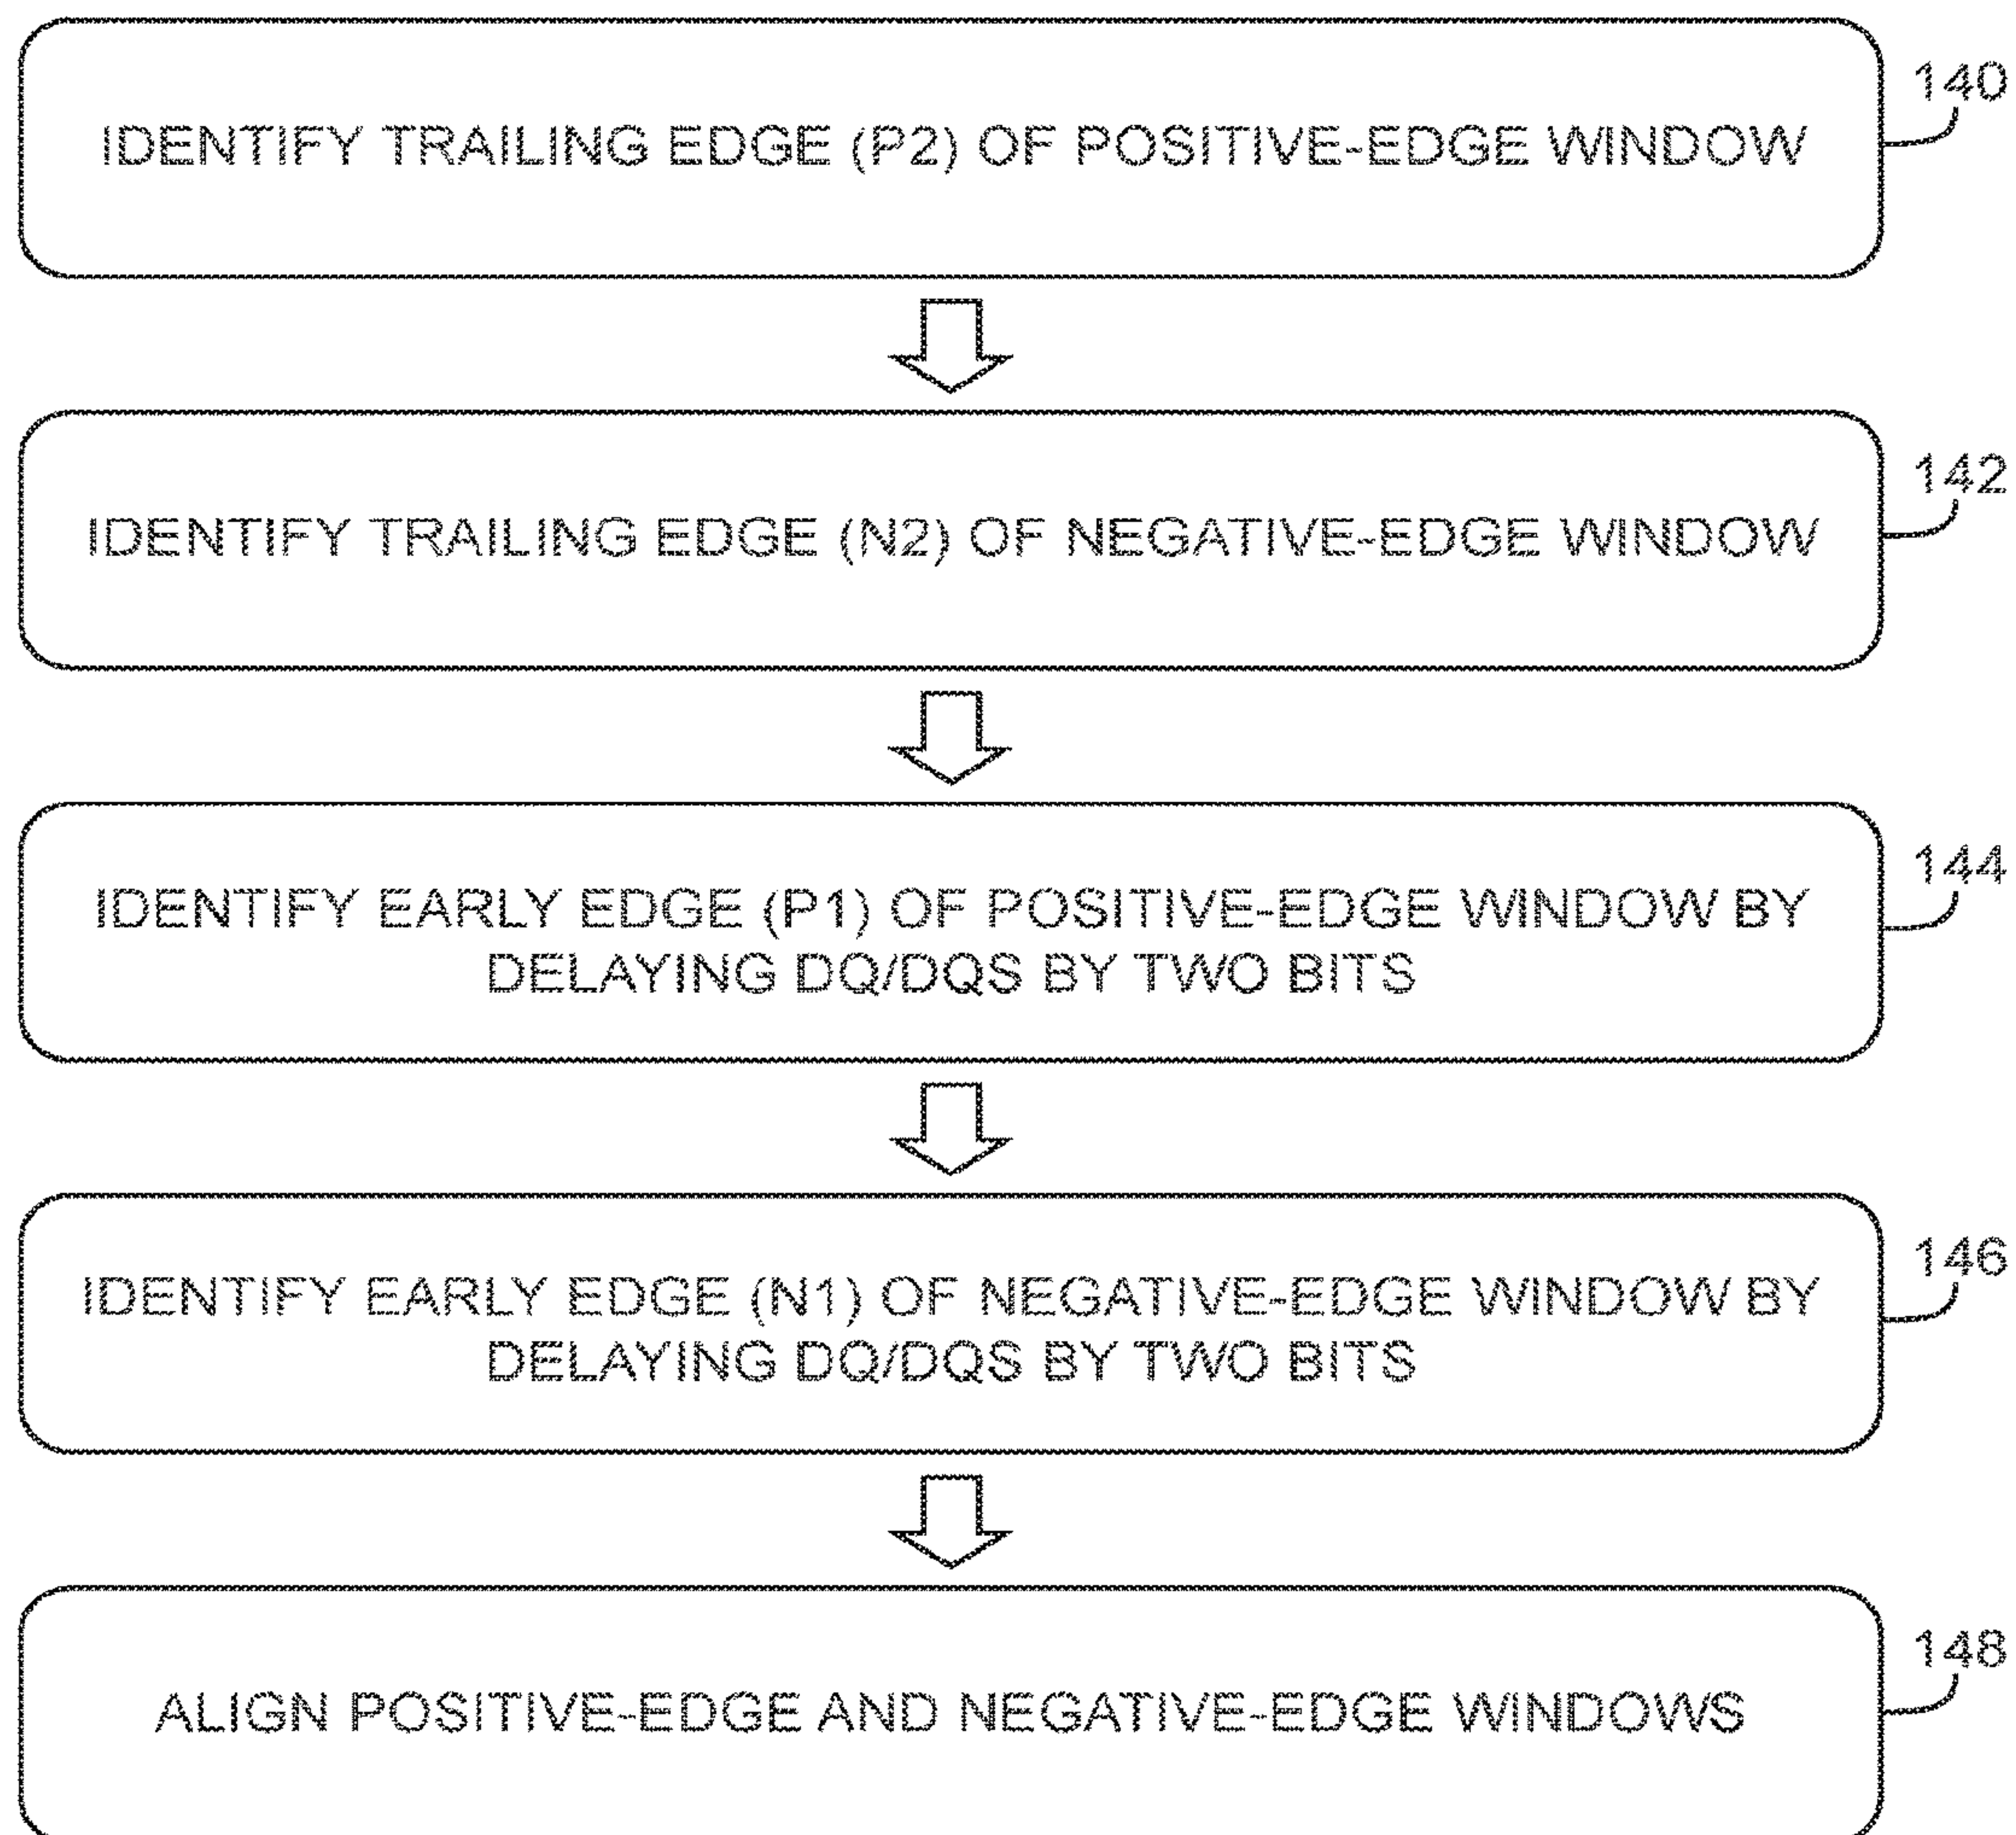 140
IDENTIFY TRAILING EDGE (P2) OF POSITIVE-EDGE WINDOW
142
IDENTIFY TRAILING EDGE (N2) OF NEGATIVE-EDGE WINDOW
144
IDENTIFY EARLY EDGE (P1) OF POSITIVE-EDGE WINDOW BY
DELAYING DQ/DQS BY TWO BITS
146
IDENTIFY EARLY EDGE (N1) OF NEGATIVE-EDGE WINDOW BY
DELAYING DQ/DQS BY TWO BITS
148
ALIGN POSITIVE-EDGE AND NEGATIVE-EDGE WINDOWS